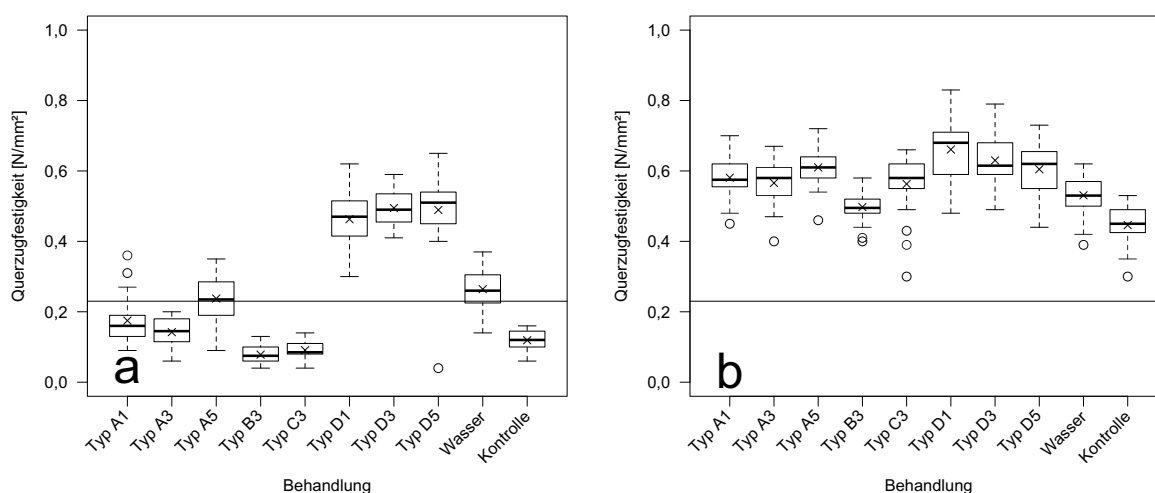 1,0
0,8
0,6
0,4
0,2
0,0
Querzugfestigkeit [N/mm²]
a
Typ A1
Typ A3
Typ A5
Typ B3
Typ C3
Typ D1
Typ D3
Typ D5
Wasser
Kontrolle
Behandlung
1,0
0,8
0,6
0,4
0,2
0,0
Querzugfestigkeit [N/mm²]
b
Typ A1
Typ A3
Typ A5
Typ B3
Typ C3
Typ D1
Typ D3
Typ D5
Wasser
Kontrolle
Behandlung